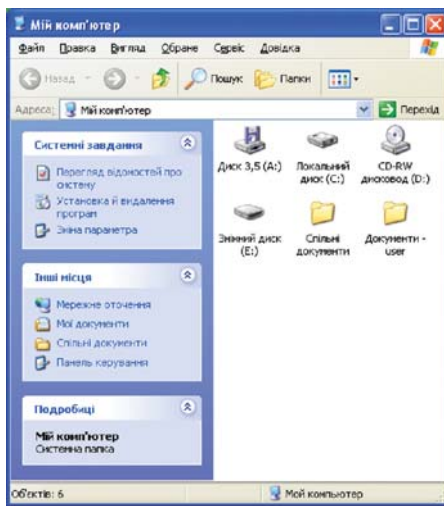 Мій комп'ютер
Файл Правка Вигляд Обране Сервіс Довідка
Назад Пошук Папки
Адреса: Мій комп'ютер Перехід
Системні завдання
Перегляд відомостей про систему
Установка й видалення програм
Зміна параметра
Інші місця
Мережне оточення
Мої документи
Спільні документи
Панель керування
Подробиці
Мій комп'ютер
Системна папка
Диск 3,5 (A:) Локальний диск (C:) CD-RW дисковод (D:)
Змінний диск (E:) Спільні документи Документи - user
Об'єктів: 6 Мой компьютер